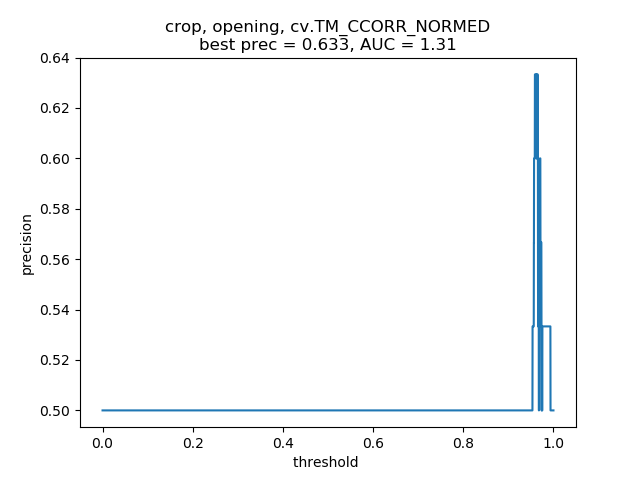 crop, opening, cv.TM_CCORR_NORMED
best prec = 0.633, AUC = 1.31
0.64
0.62
0.60
0.58
0.56
0.54
0.52
0.50
precision
0.0 0.2 0.4 0.6 0.8 1.0
threshold